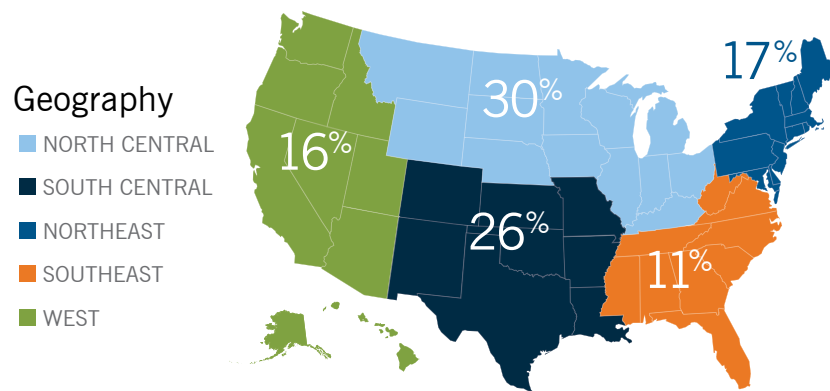 17%
30%
Geography
NORTH CENTRAL
16%
SOUTH CENTRAL
26%
NORTHEAST
SOUTHEAST
11%
WEST